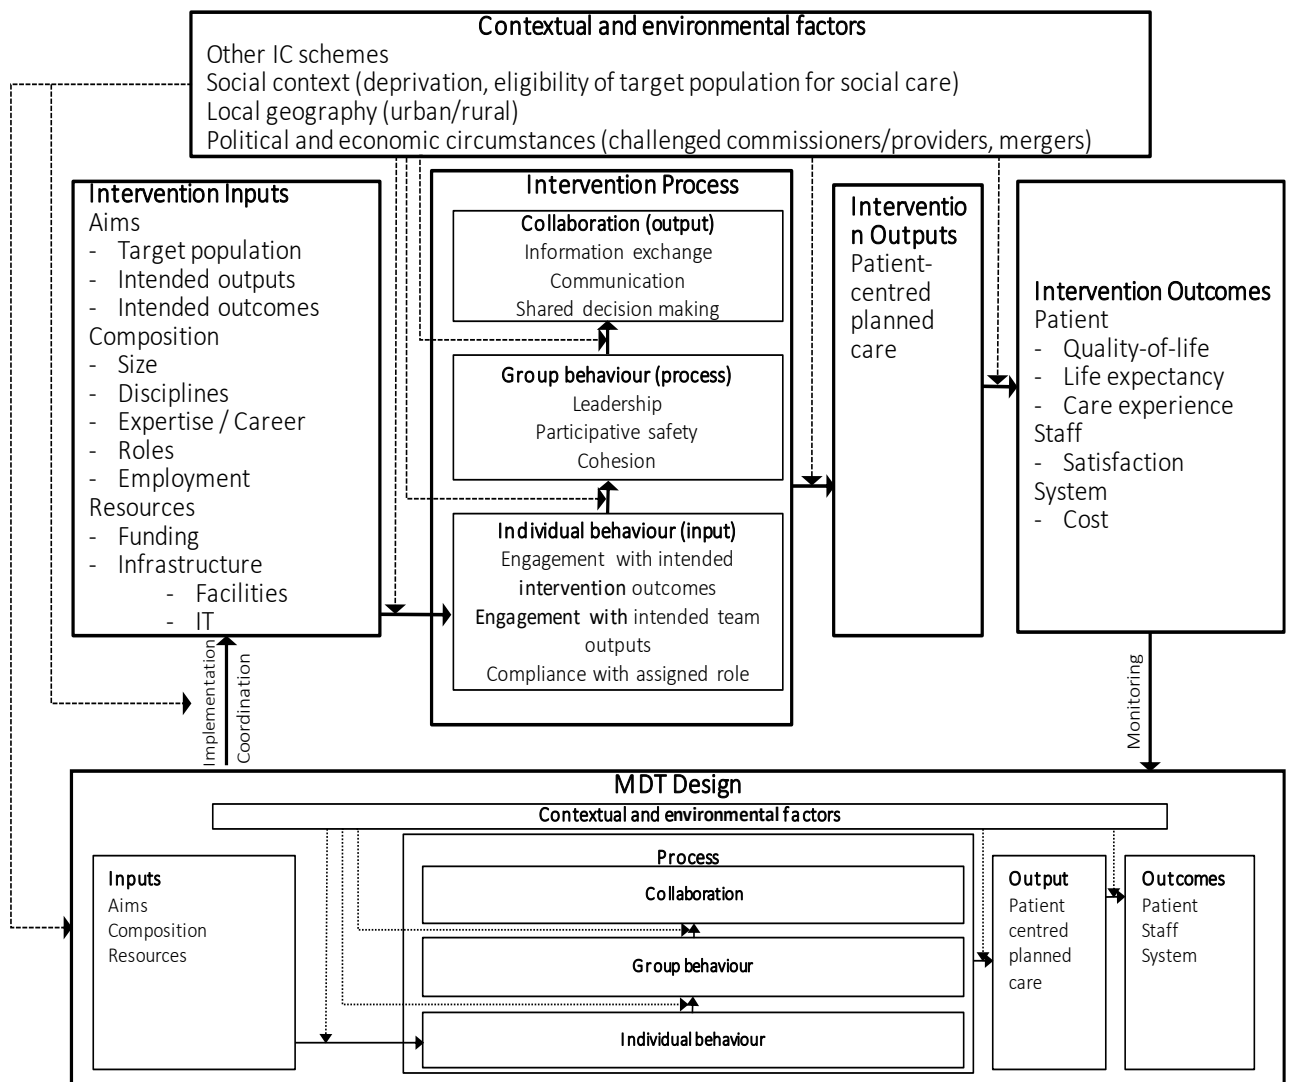 Contextual and environmental factors
Other IC schemes
Social context (deprivation, eligibility of target population for social care)
Local geography (urban/rural)
Political and economic circumstances (challenged commissioners/providers, mergers)
Intervention Inputs
Aims
- Target population
- Intended outputs
- Intended outcomes
Composition
- Size
- Disciplines
- Expertise / Career
- Roles
- Employment
Resources
- Funding
- Infrastructure
- Facilities
- IT
Intervention Process
Collaboration (output)
Information exchange
Communication
Shared decision making
Group behaviour (process)
Leadership
Participative safety
Cohesion
Individual behaviour (input)
Engagement with intended
intervention outcomes
Engagement with intended team
outputs
Compliance with assigned role
Interventio
n Outputs
Patient-
centred
planned
care
Intervention Outcomes
Patient
- Quality-of-life
- Life expectancy
- Care experience
Staff
- Satisfaction
System
- Cost
Implementation
Coordination
Monitoring
MDT Design
Contextual and environmental factors
Inputs
Aims
Composition
Resources
Process
Collaboration
Group behaviour
Individual behaviour
Output
Patient
centred
planned
care
Outcomes
Patient
Staff
System